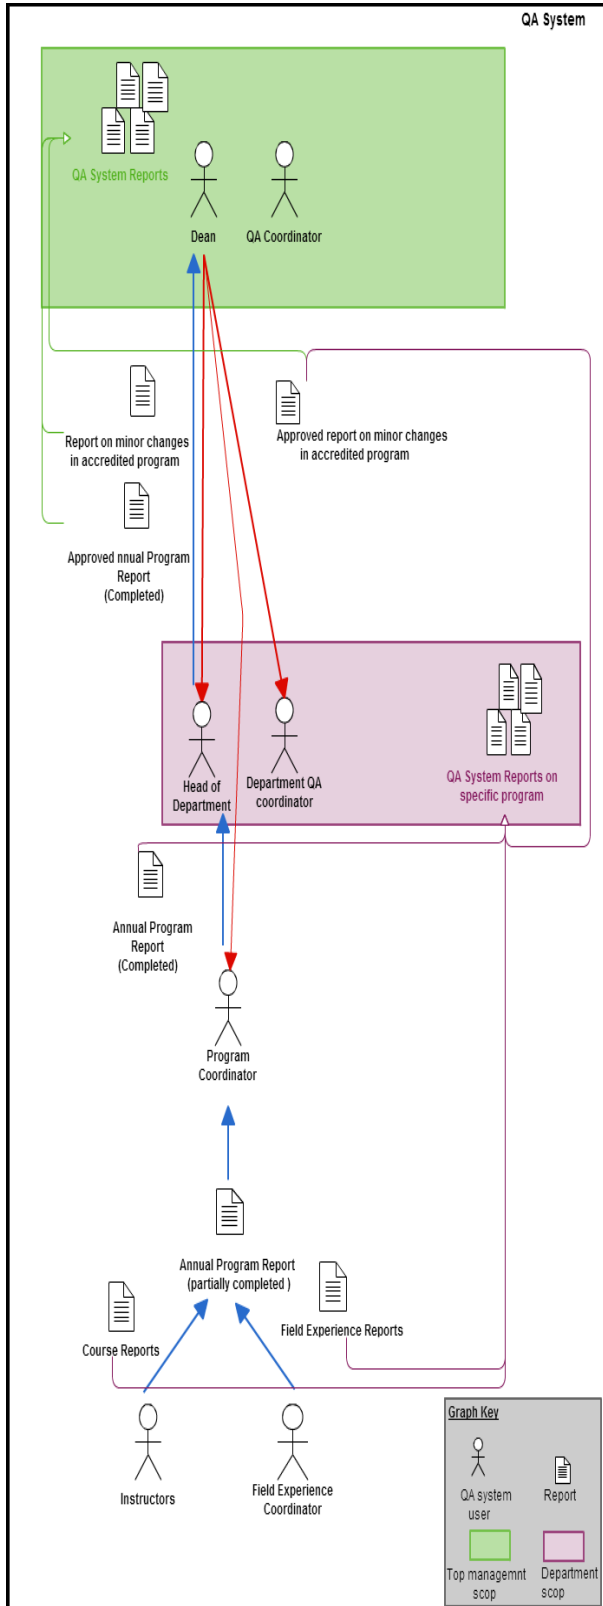 QA System
QA System Reports
Dean
QA Coordinator
Report on minor changes
in accredited program
Approved report on minor changes
in accredited program
Approved nnual Program
Report
(Completed)
Head of
Department
Department QA
coordinator
QA System Reports on
specific program
Annual Program
Report
(Completed)
Program
Coordinator
Annual Program Report
(partially completed )
Course Reports
Field Experience Reports
Instructors
Field Experience
Coordinator
Graph Key
QA system
user
Report
Top managemnt
scop
Department
scop